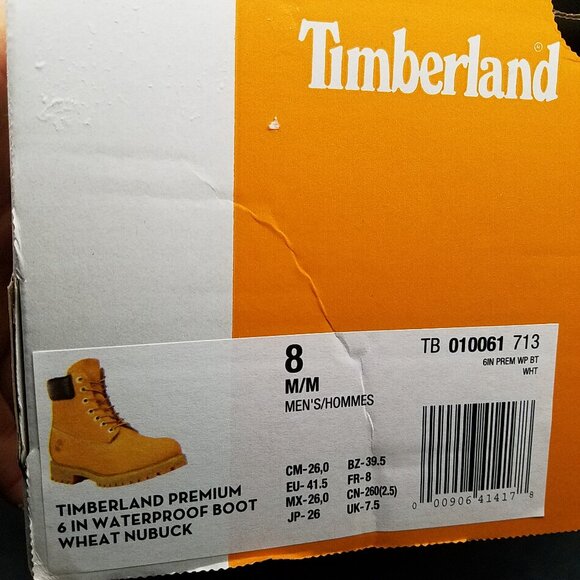 Timberland®
8
M/M
MEN'S/HOMMES
TB 010061 713
6IN PREM WP BT
WHT
CM-26,0 BZ-39.5
EU-41.5 FR-8
MX-26,0 CN-260(2.5)
JP-26 UK-7.5
0 00906 41417 8
TIMBERLAND PREMIUM
6 IN WATERPROOF BOOT
WHEAT NUBUCK